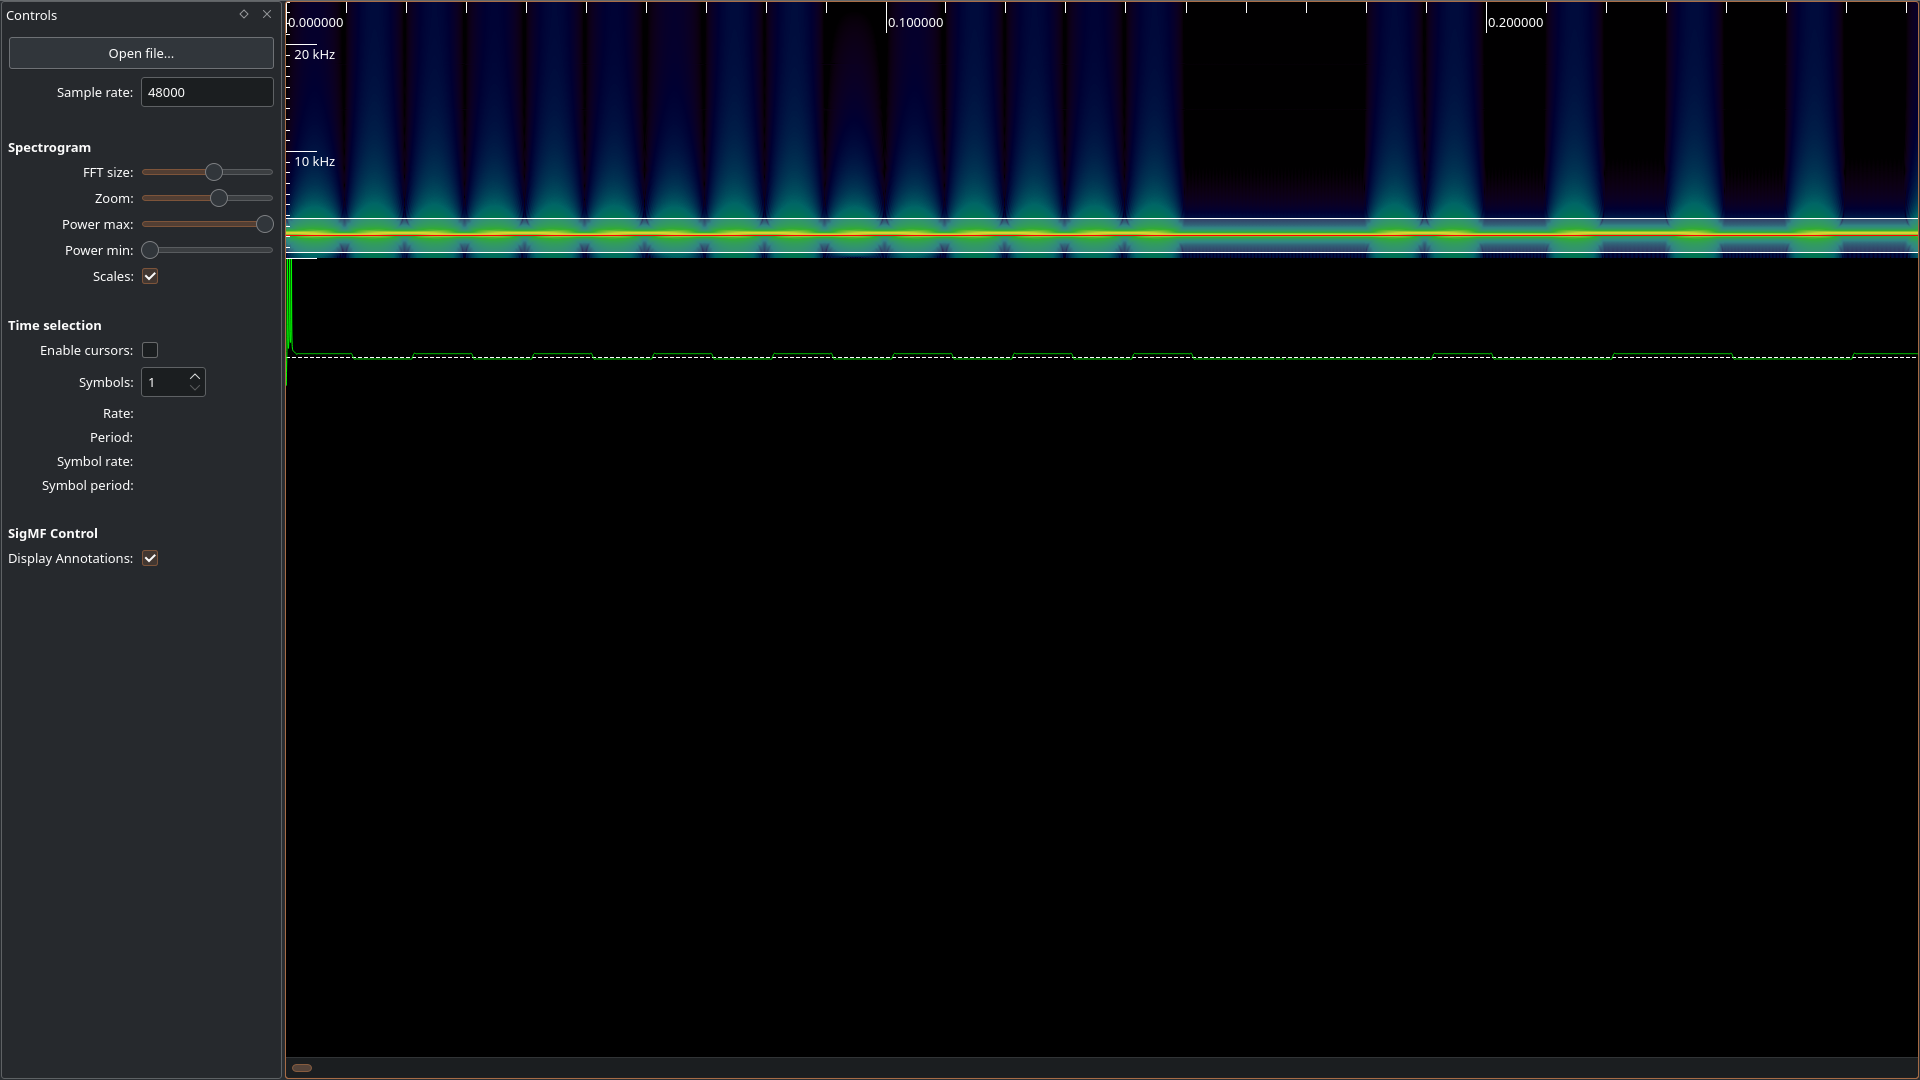 Controls
Open file...
Sample rate: 48000
Spectrogram
FFT size:
Zoom:
Power max:
Power min:
Scales:
Time selection
Enable cursors:
Symbols: 1
Rate:
Period:
Symbol rate:
Symbol period:
SigMF Control
Display Annotations:
0.000000 0.100000 0.200000
20 kHz
10 kHz